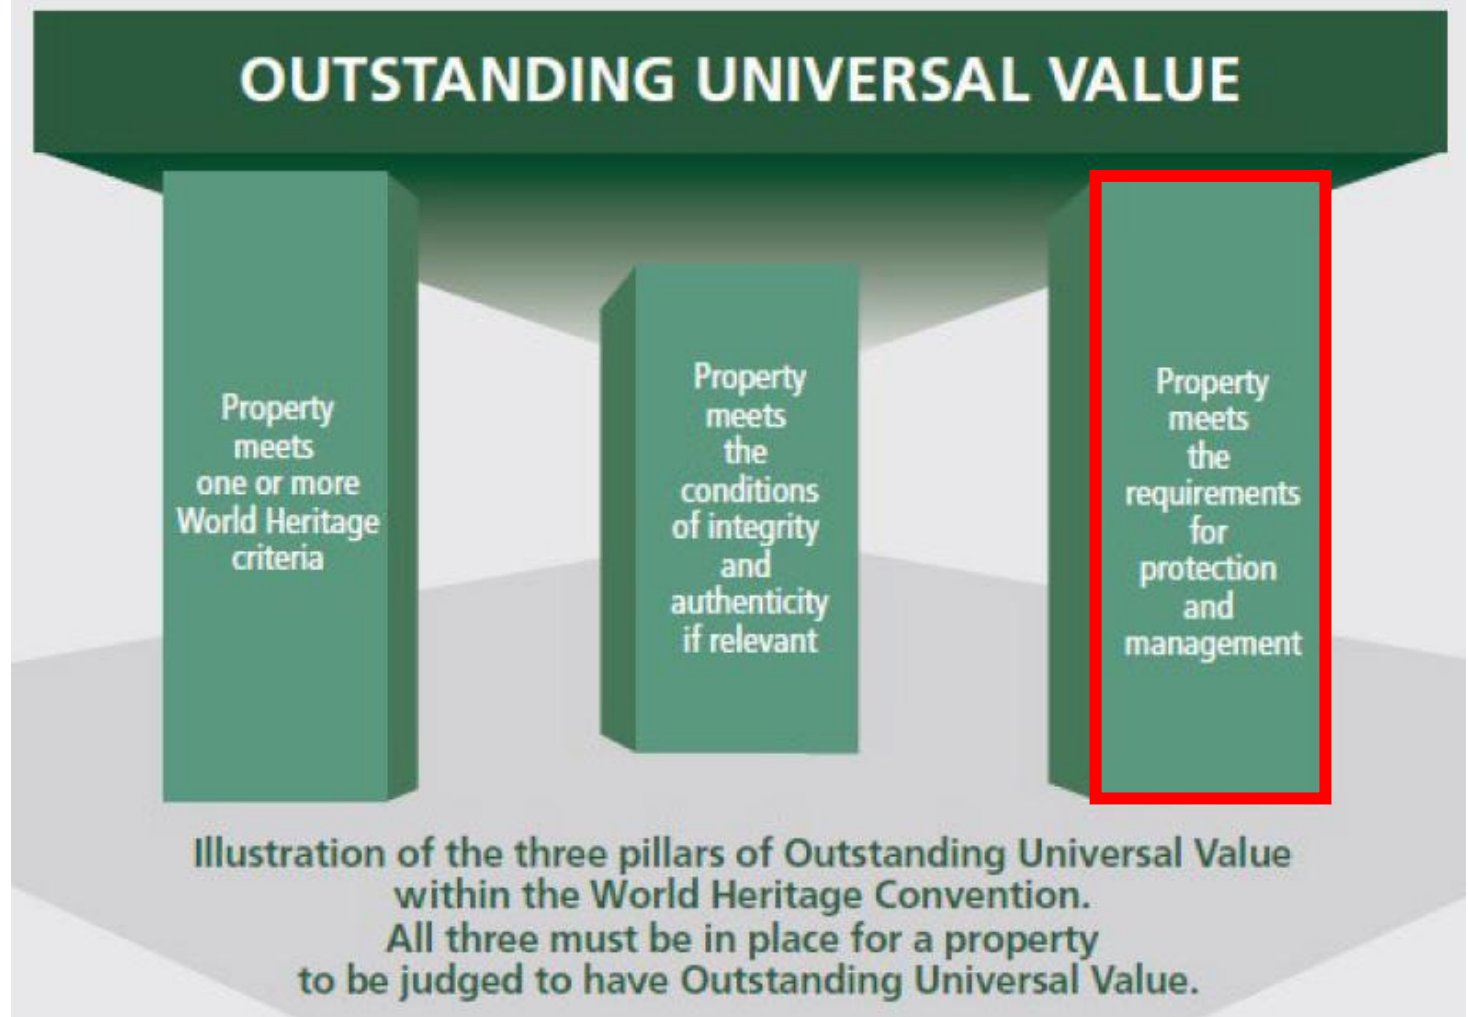 OUTSTANDING UNIVERSAL VALUE
Property
meets
one or more
World Heritage
criteria
Property
meets
the
conditions
of integrity
and
authenticity
if relevant
Property
meets
the
requirements
for
protection
and
management
Illustration of the three pillars of Outstanding Universal Value
within the World Heritage Convention.
All three must be in place for a property
to be judged to have Outstanding Universal Value.